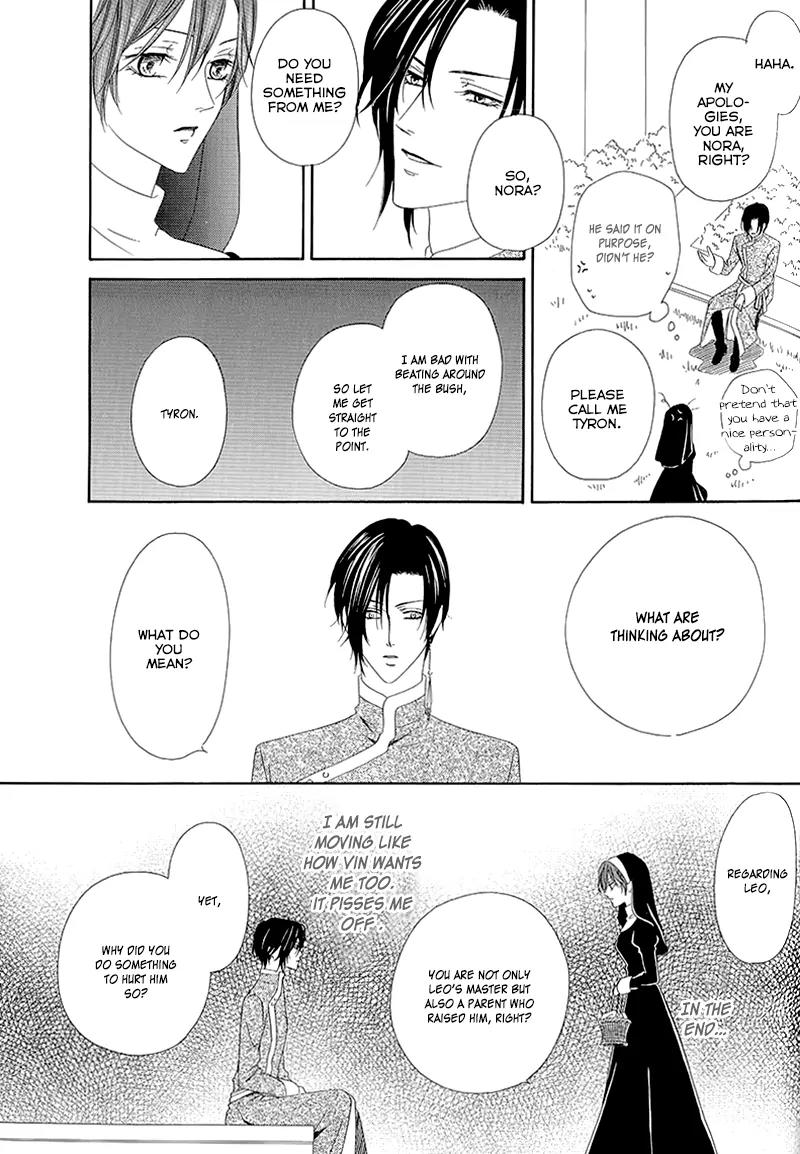 HAHA.
MY
APOLO-
GIES,
YOU ARE
NORA,
RIGHT?
HE SAID IT ON
PURPOSE,
DIDN'T HE?
PLEASE
CALL ME
TYRON.
Don't
pretend that
you have a
nice person-
ality...
SO,
NORA?
DO YOU
NEED
SOMETHING
FROM ME?
I AM BAD WITH
BEATING AROUND
THE BUSH,
SO LET
ME GET
STRAIGHT
TO THE
POINT.
TYRON.
WHAT ARE
THINKING ABOUT?
WHAT DO
YOU
MEAN?
REGARDING
LEO,
IN THE
END...
YOU ARE NOT ONLY
LEO'S MASTER BUT
ALSO A PARENT WHO
RAISED HIM, RIGHT?
I AM STILL
MOVING LIKE
HOW VIN WANTS
ME TOO.
IT PISSES ME
OFF.
YET,
WHY DID YOU
DO SOMETHING
TO HURT HIM
SO?